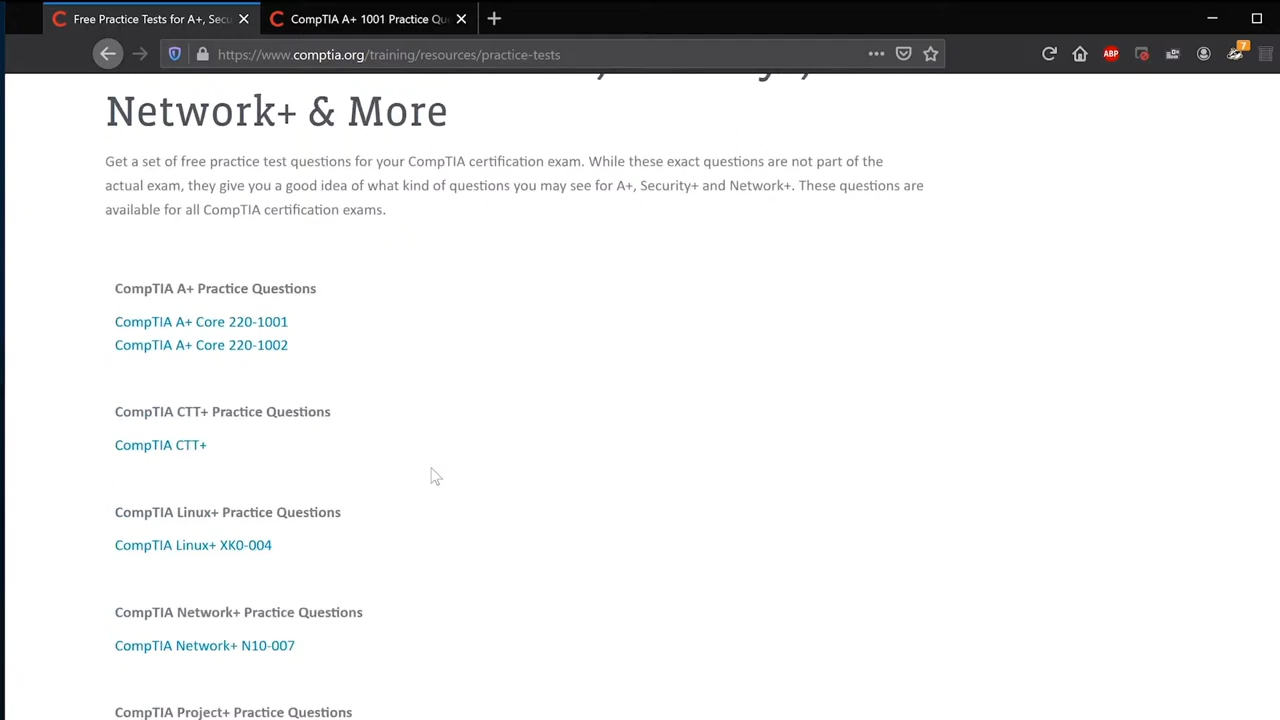 Free Practice Tests for A+, Secu
CompTIA A+ 1001 Practice Qu
https://www.comptia.org/training/resources/practice-tests
ABP
7
Network+ & More
Get a set of free practice test questions for your CompTIA certification exam. While these exact questions are not part of the
actual exam, they give you a good idea of what kind of questions you may see for A+, Security+ and Network+. These questions are
available for all CompTIA certification exams.
CompTIA A+ Practice Questions
CompTIA A+ Core 220-1001
CompTIA A+ Core 220-1002
CompTIA CTT+ Practice Questions
CompTIA CTT+
CompTIA Linux+ Practice Questions
CompTIA Linux+ XK0-004
CompTIA Network+ Practice Questions
CompTIA Network+ N10-007
CompTIA Project+ Practice Questions